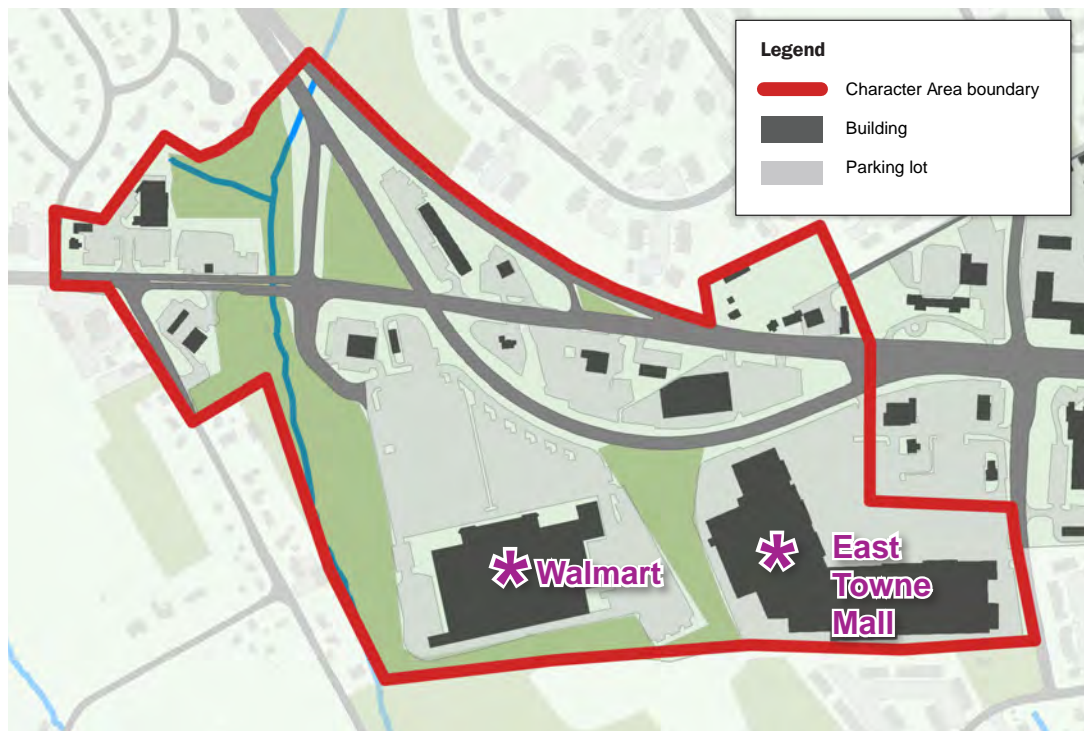 Legend
Character Area boundary
Building
Parking lot
* Walmart
* East
Towne
Mall